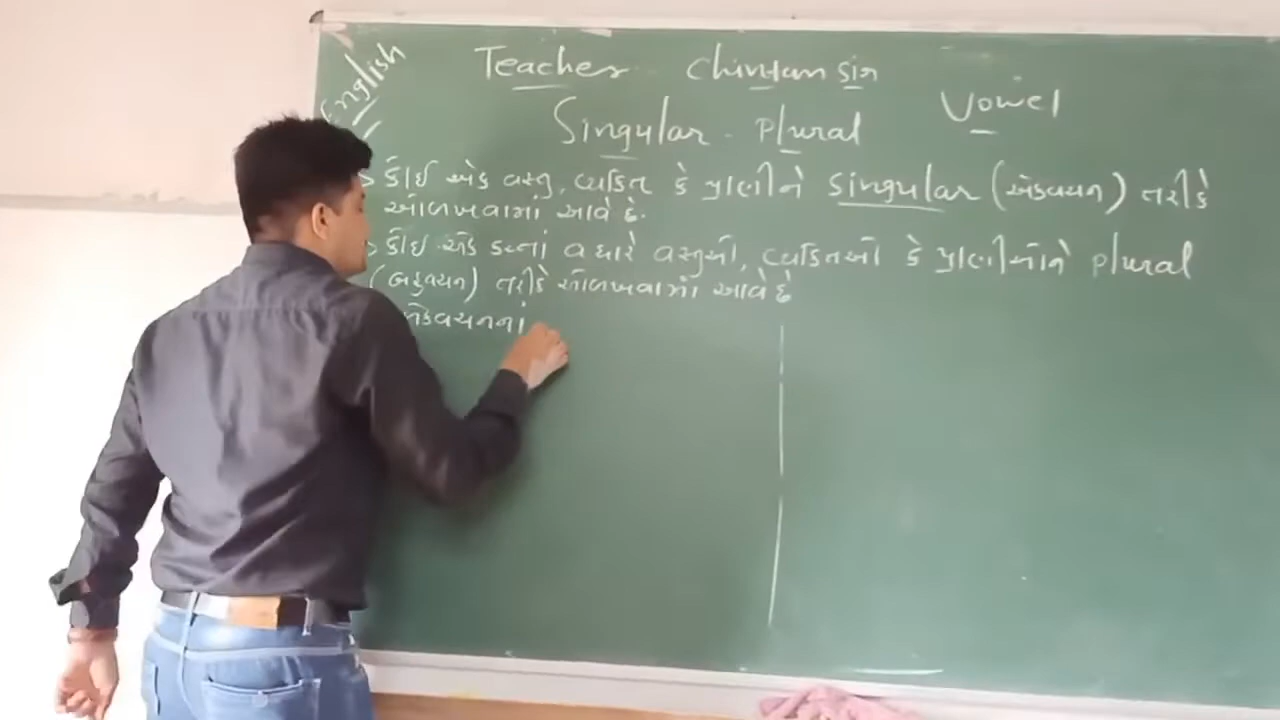 English
Teacher - Chintan sir
Vowel
Singular - Plural
કોઈ એક વસ્તુ, વ્યકિત કે પ્રાણીને singular (એકવચન) તરીકે
ઓળખવામાં આવે છે.
કોઈ એક કરતાં વધારે વસ્તુઓ, વ્યકિતઓ કે પ્રાણીઓને plural
(બહુવચન) તરીકે ઓળખવામાં આવે છે
એકવચનનાં